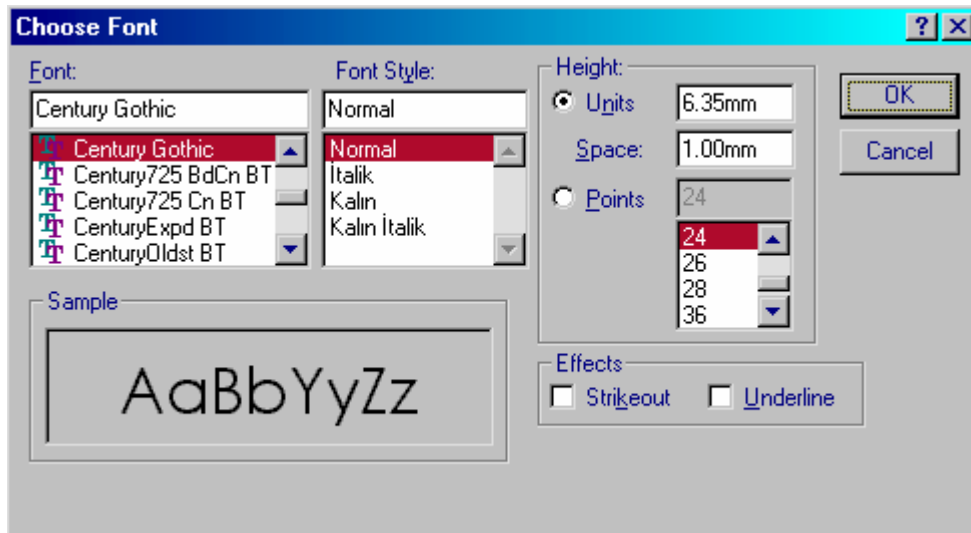 Choose Font
Font:
Century Gothic
Century Gothic
Century725 BdCn BT
Century725 Cn BT
CenturyExpd BT
CenturyOldst BT
Font Style:
Normal
Normal
İtalik
Kalın
Kalın İtalik
Height:
Units 6.35mm
Space: 1.00mm
Points 24
24
26
28
36
OK
Cancel
Sample
AaBbYyZz
Effects
Strikeout Underline